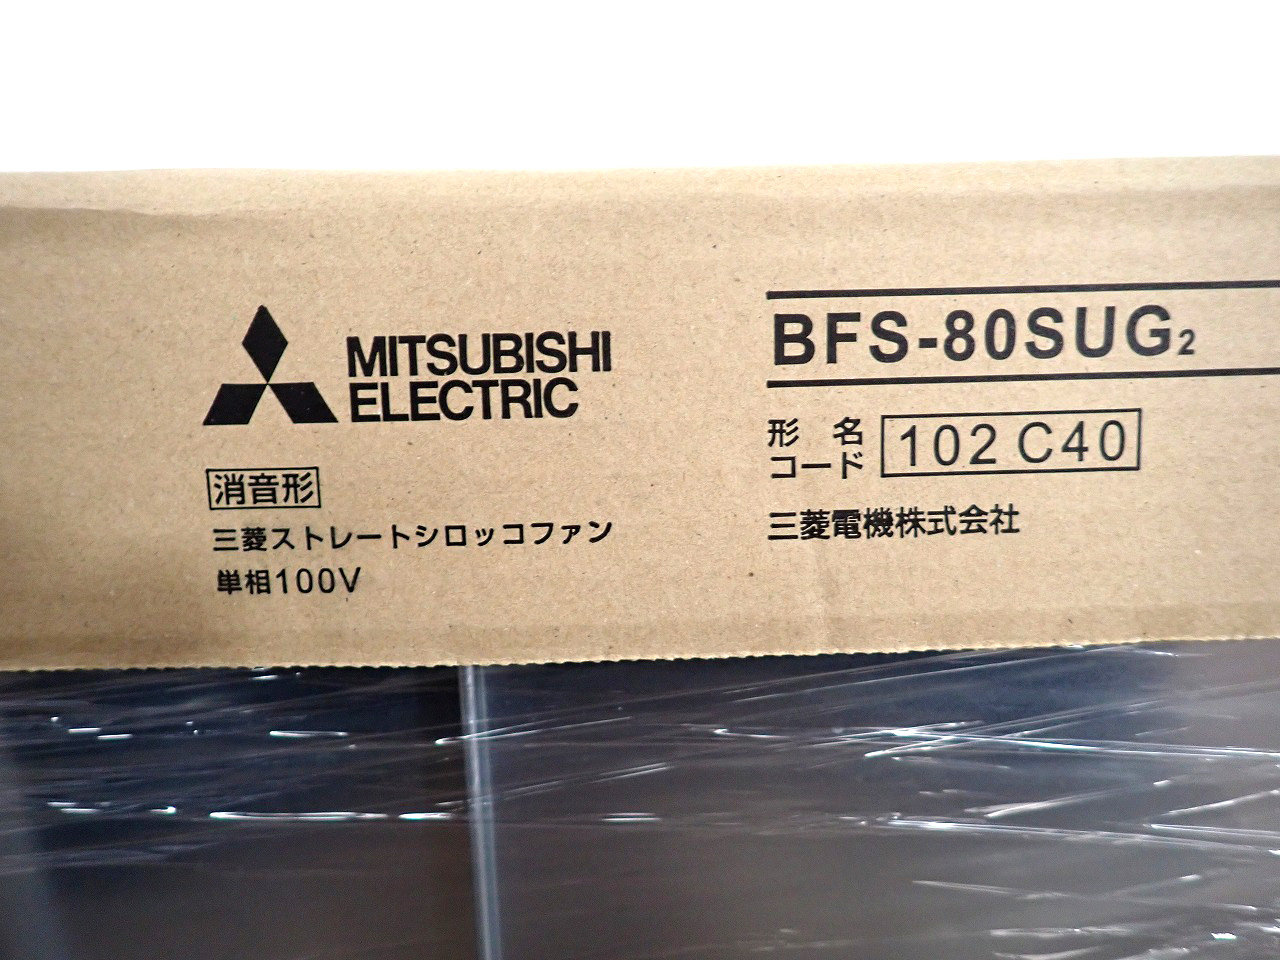 MITSUBISHI
ELECTRIC
消音形
三菱ストレートシロッコファン
単相100V
BFS-80SUG2
形名
コード 102C40
三菱電機株式会社